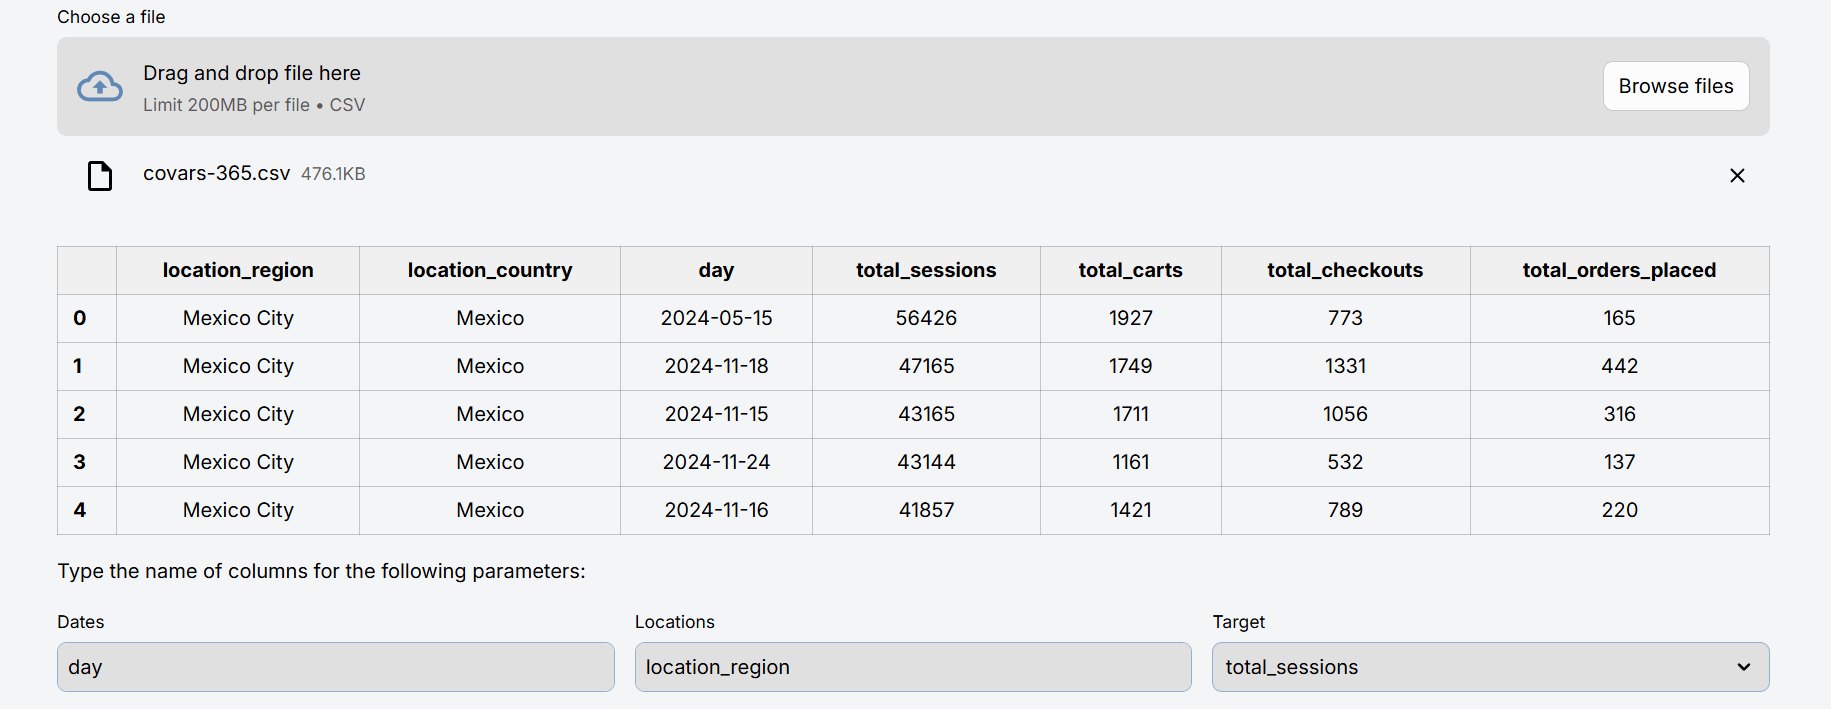 Choose a file
Drag and drop file here
Limit 200MB per file • CSV
Browse files
covars-365.csv 476.1KB
location_region location_country day total_sessions total_carts total_checkouts total_orders_placed
0 Mexico City Mexico 2024-05-15 56426 1927 773 165
1 Mexico City Mexico 2024-11-18 47165 1749 1331 442
2 Mexico City Mexico 2024-11-15 43165 1711 1056 316
3 Mexico City Mexico 2024-11-24 43144 1161 532 137
4 Mexico City Mexico 2024-11-16 41857 1421 789 220
Type the name of columns for the following parameters:
Dates Locations Target
day location_region total_sessions